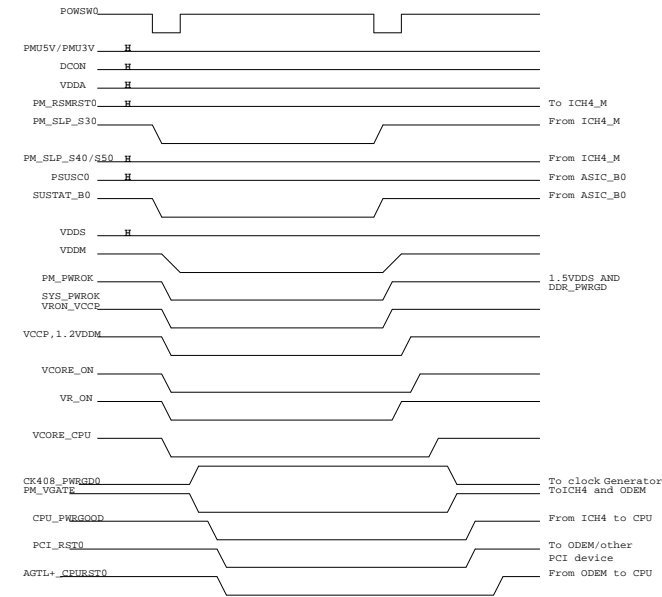 POWSW0
PMU5V/PMU3V H
DCON H
VDDA H
PM_RSMRST0 H To ICH4_M
PM_SLP_S30 From ICH4_M
PM_SLP_S40/S50 H From ICH4_M
PSUSC0 H From ASIC_B0
SUSTAT_B0 From ASIC_B0
VDDS H
VDDM
PM_PWROK 1.5VDDS AND
DDR_PWRGD
SYS_PWROK
VRON_VCCP
VCCP,1.2VDDM
VCORE_ON
VR_ON
VCORE_CPU
CK408_PWRGD0 To clock Generator
PM_VGATE ToICH4 and ODEM
CPU_PWRGOOD From ICH4 to CPU
PCI_RST0 To ODEM/other
PCI device
AGTL+_CPURST0 From ODEM to CPU